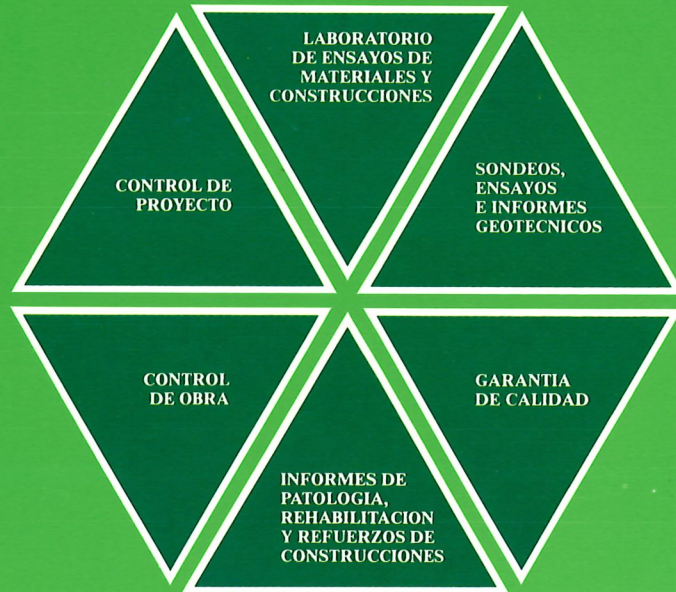 LABORATORIO
DE ENSAYOS DE
MATERIALES Y
CONSTRUCCIONES
CONTROL DE
PROYECTO
SONDEOS,
ENSAYOS
E INFORMES
GEOTECNICOS
CONTROL
DE OBRA
GARANTIA
DE CALIDAD
INFORMES DE
PATOLOGIA,
REHABILITACION
Y REFUERZOS DE
CONSTRUCCIONES